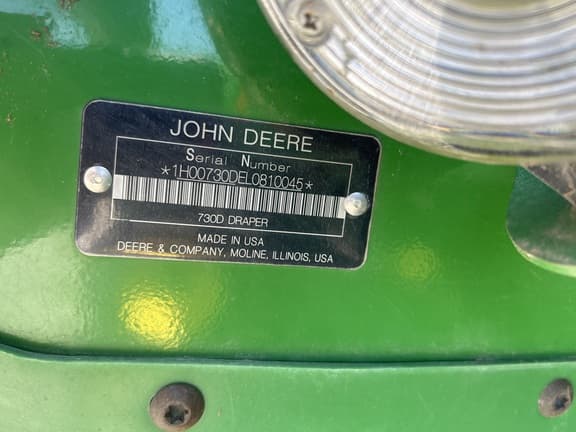 JOHN DEERE
Serial Number
*1H00730DEL0810045*
730D DRAPER
MADE IN USA
DEERE & COMPANY, MOLINE, ILLINOIS, USA